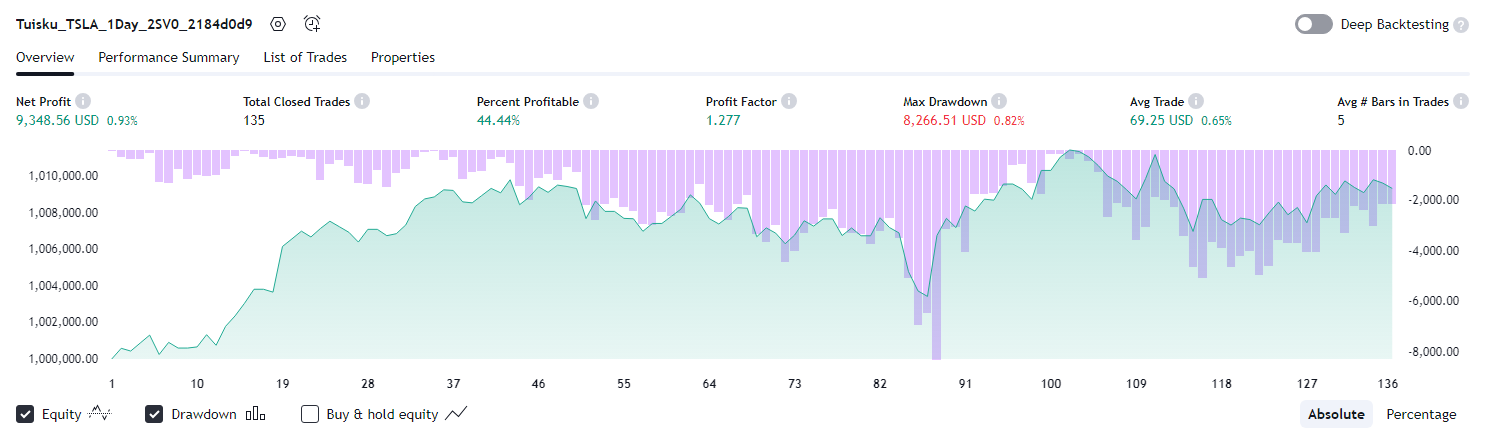 Tuisku_TSLA_1Day_2SV0_2184d0d9
Deep Backtesting ?
Overview Performance Summary List of Trades Properties
Net Profit i Total Closed Trades i Percent Profitable i Profit Factor i Max Drawdown i Avg Trade i Avg # Bars in Trades i
9,348.56 USD 0.93% 135 44.44% 1.277 8,266.51 USD 0.82% 69.25 USD 0.65% 5
0.00
1,010,000.00
-2,000.00
1,008,000.00
1,006,000.00
-4,000.00
1,004,000.00
-6,000.00
1,002,000.00
-8,000.00
1,000,000.00
1 10 19 28 37 46 55 64 73 82 91 100 109 118 127 136
Equity Drawdown Buy & hold equity Absolute Percentage